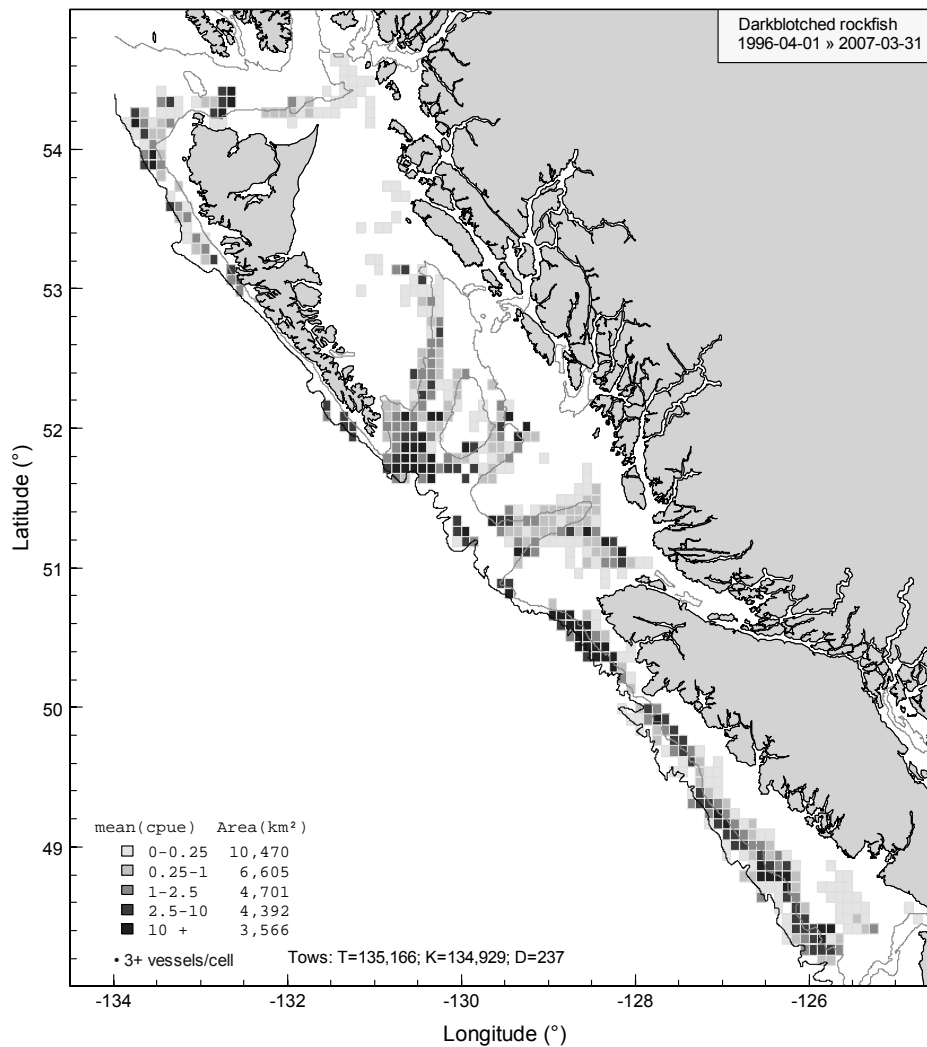 Darkblotched rockfish
1996-04-01 » 2007-03-31
54
53
52
51
50
49
Latitude (°)
mean(cpue) Area(km²)
0-0.25 10,470
0.25-1 6,605
1-2.5 4,701
2.5-10 4,392
10 + 3,566
• 3+ vessels/cell
Tows: T=135,166; K=134,929; D=237
-134 -132 -130 -128 -126
Longitude (°)